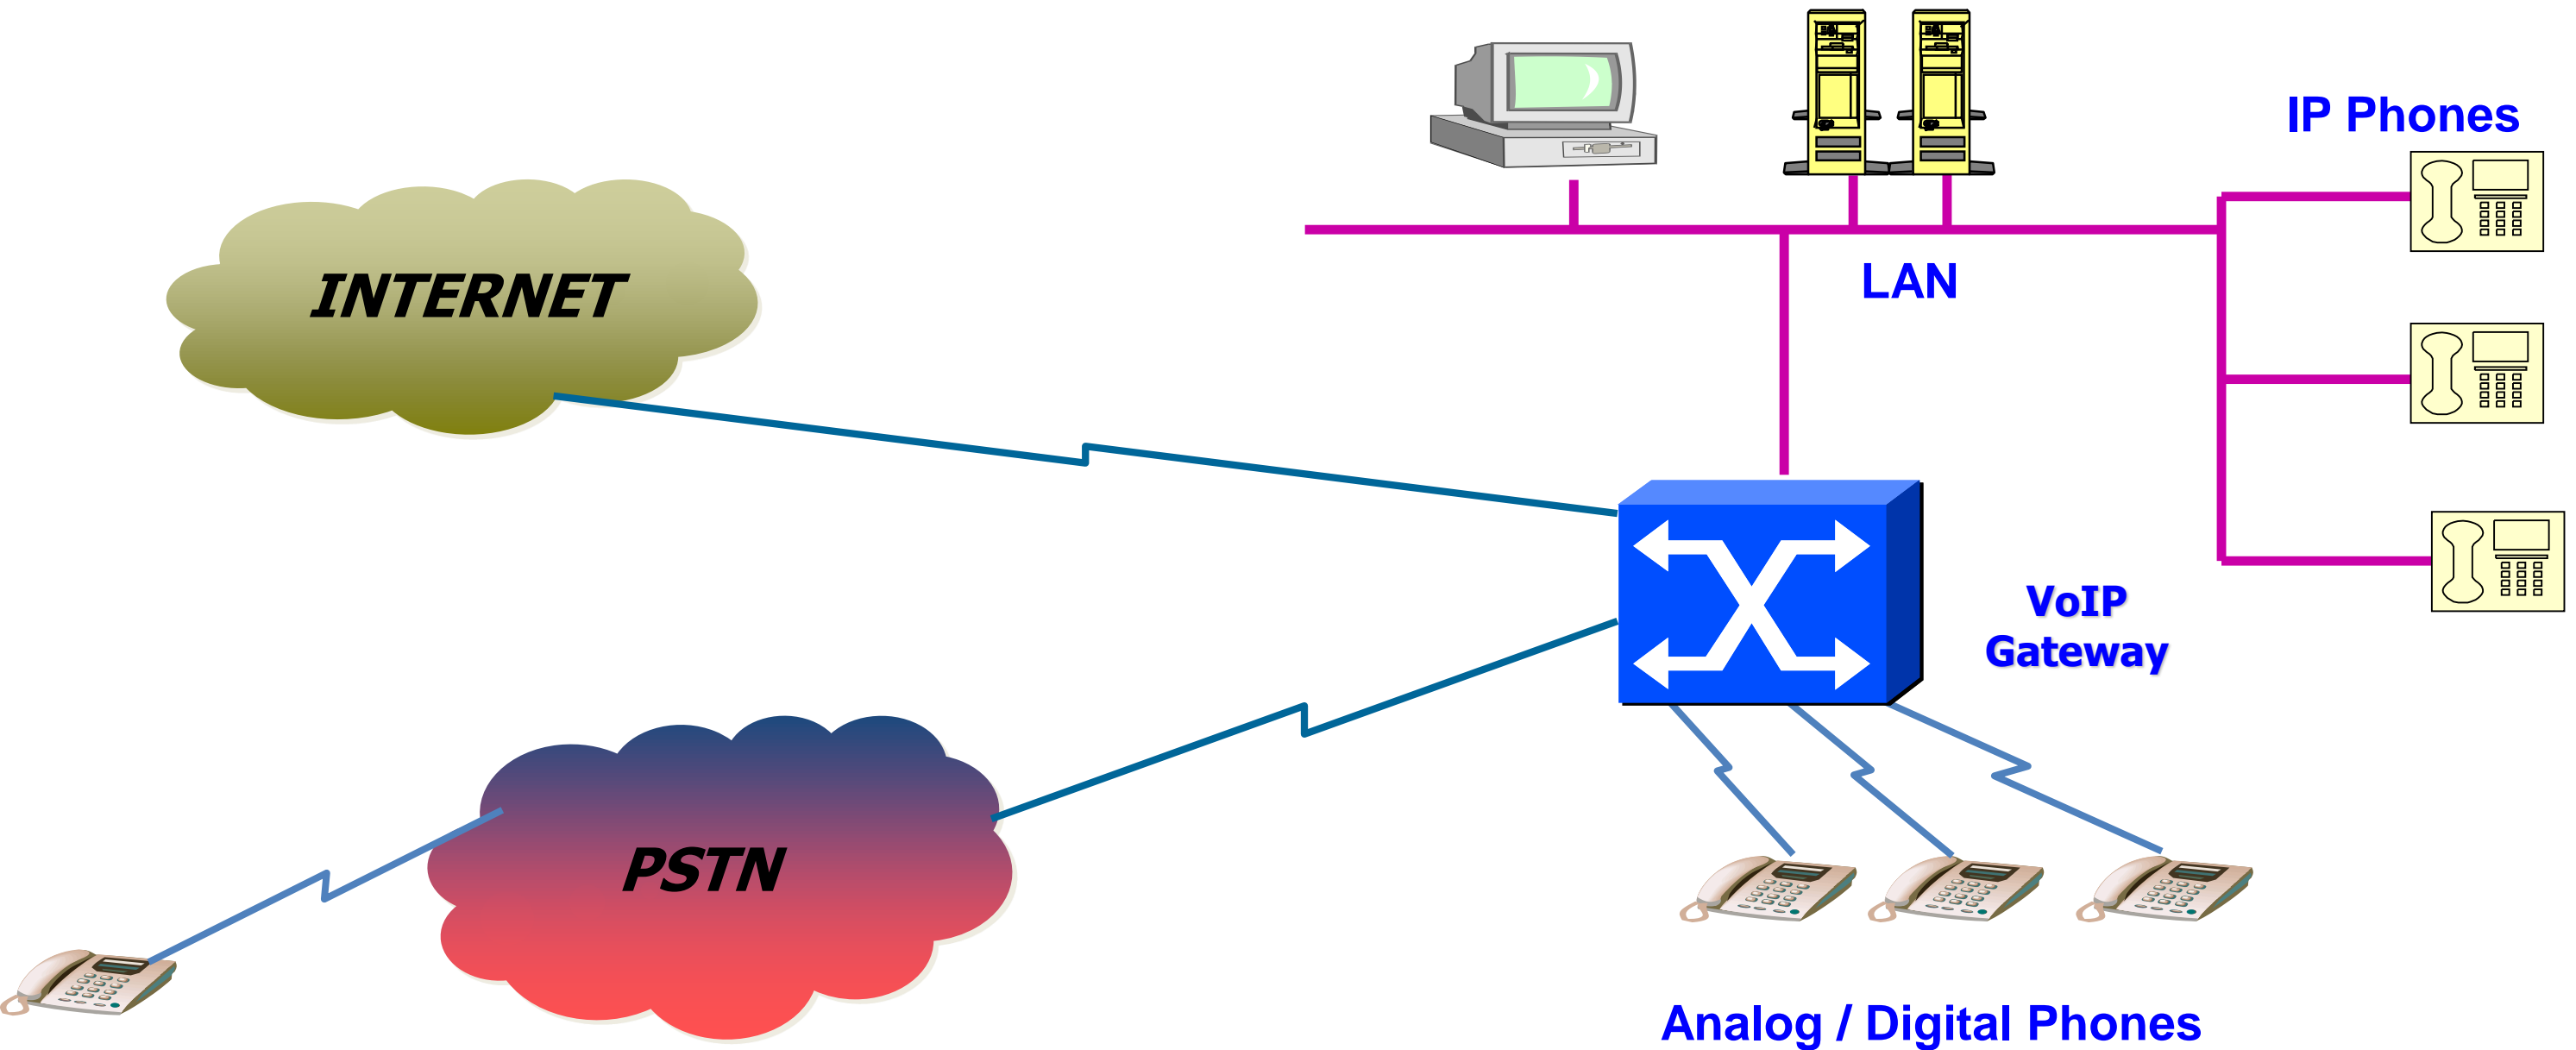 IP Phones
INTERNET
LAN
VoIP
Gateway
PSTN
Analog / Digital Phones